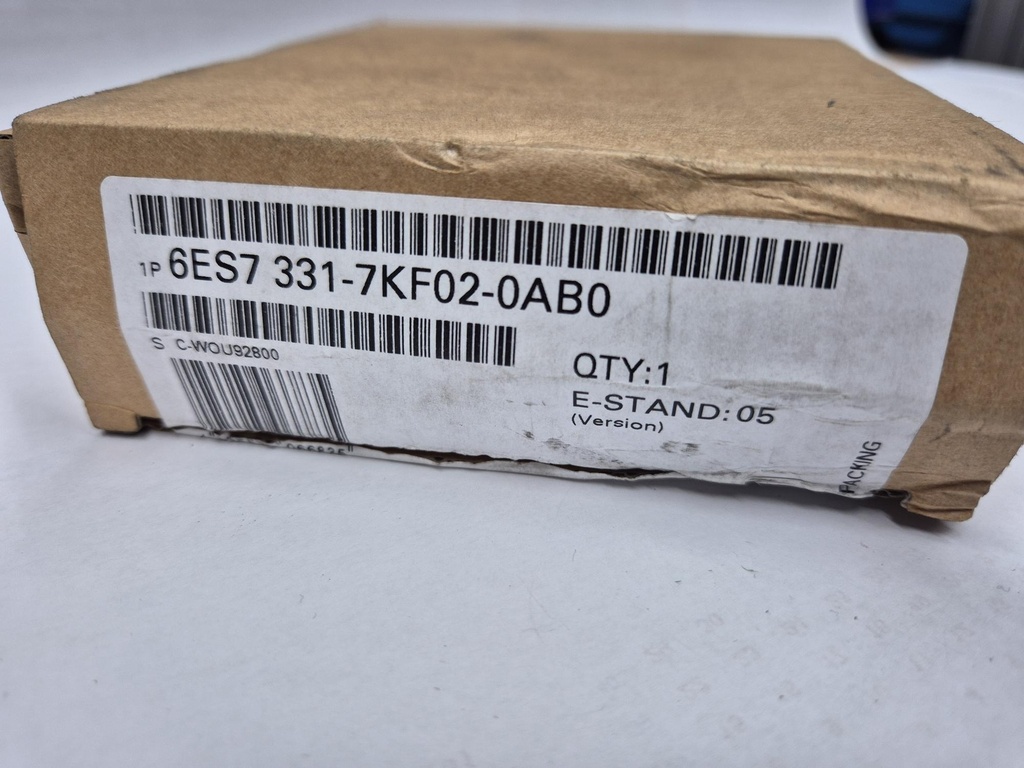 1P 6ES7 331-7KF02-0AB0
S C-WOU92800
QTY:1
E-STAND: 05
(Version)
PACKING